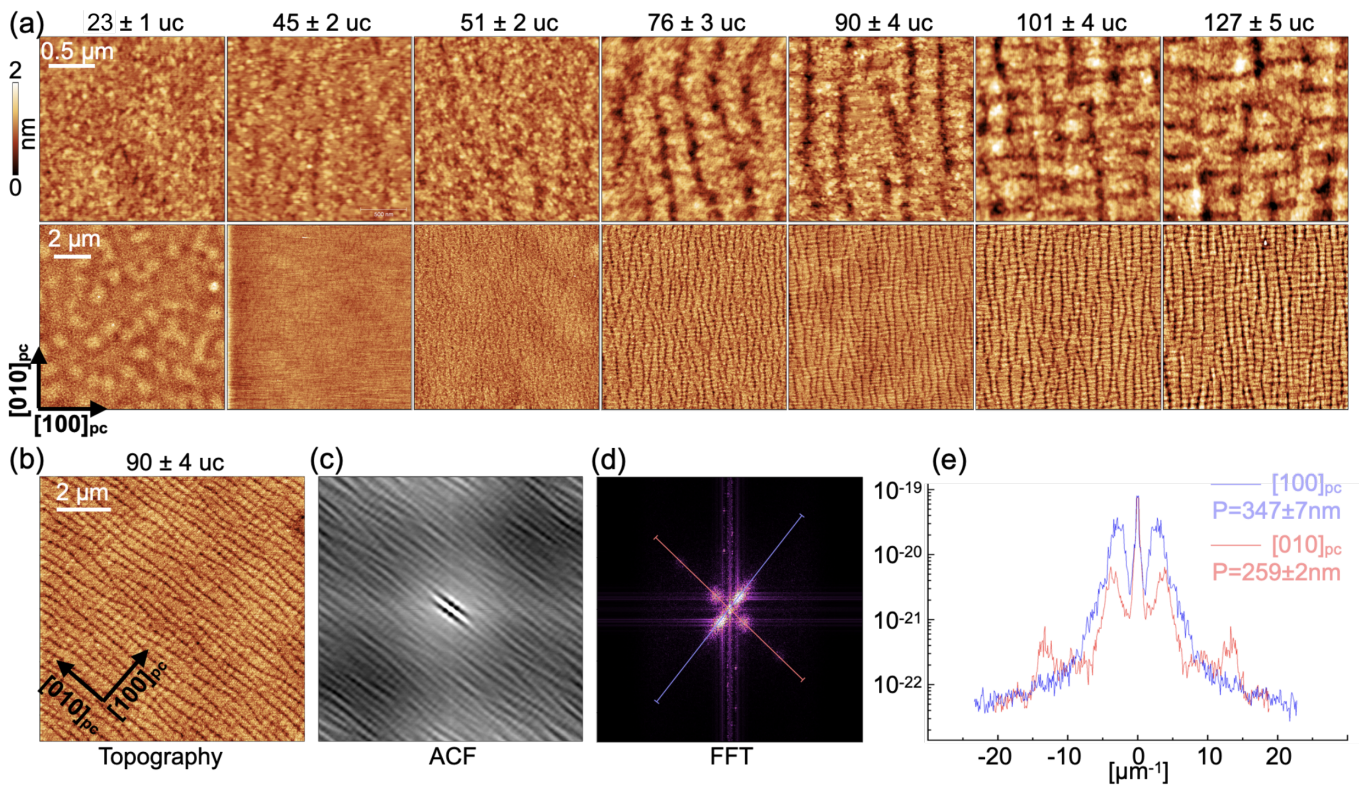 (a)
23 ± 1 uc
45 ± 2 uc
51 ± 2 uc
76 ± 3 uc
90 ± 4 uc
101 ± 4 uc
127 ± 5 uc
0.5 µm
2
nm
0
500 nm
2 µm
[010]pc
[100]pc
(b)
90 ± 4 uc
2 µm
[010]pc
[100]pc
Topography
(c)
ACF
(d)
FFT
(e)
[100]pc
P=347±7nm
[010]pc
P=259±2nm
10-19
10-20
10-21
10-22
-20
-10
0
10
20
[µm-1]